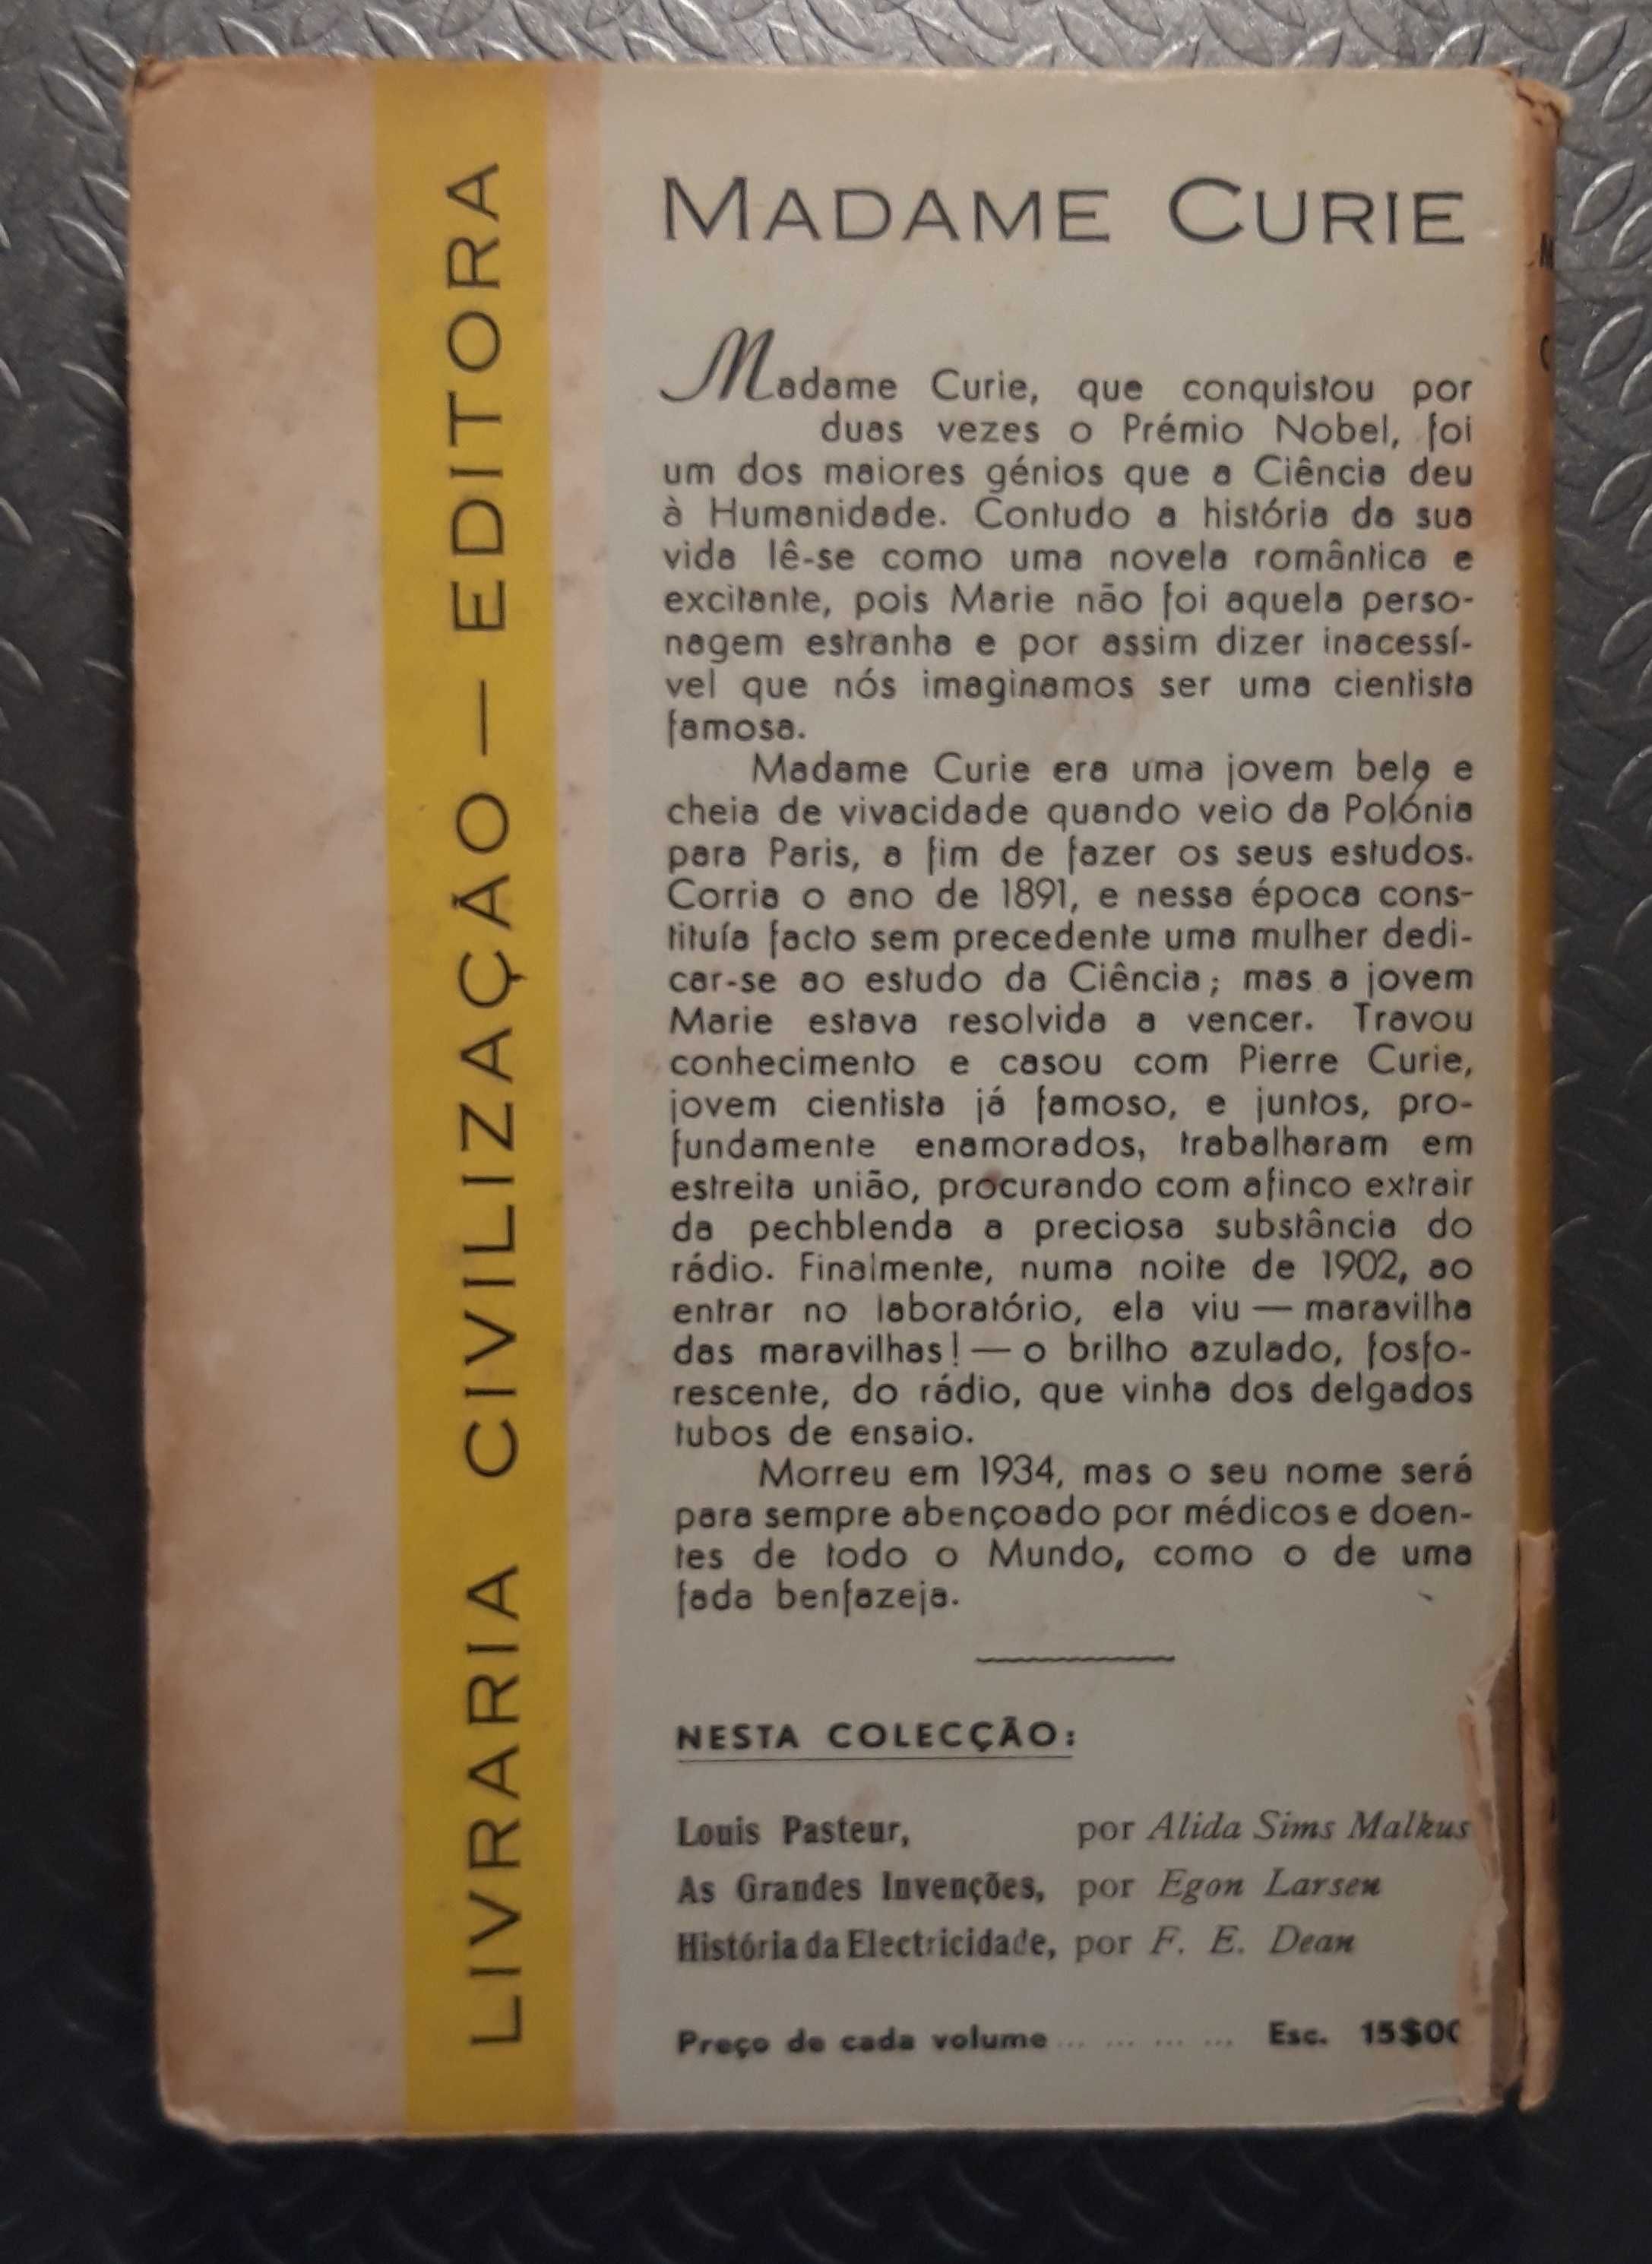 LIVRARIA CIVILIZAÇÃO — EDITORA
MADAME CURIE
Madame Curie, que conquistou por
duas vezes o Prémio Nobel, foi
um dos maiores génios que a Ciência deu
à Humanidade. Contudo a história da sua
vida lê-se como uma novela romântica e
excitante, pois Marie não foi aquela perso-
nagem estranha e por assim dizer inacessí-
vel que nós imaginamos ser uma cientista
famosa.
Madame Curie era uma jovem bela e
cheia de vivacidade quando veio da Polónia
para Paris, a fim de fazer os seus estudos.
Corria o ano de 1891, e nessa época cons-
tituía facto sem precedente uma mulher dedi-
car-se ao estudo da Ciência; mas a jovem
Marie estava resolvida a vencer. Travou
conhecimento e casou com Pierre Curie,
jovem cientista já famoso, e juntos, pro-
fundamente enamorados, trabalharam em
estreita união, procurando com afinco extrair
da pechblenda a preciosa substância do
rádio. Finalmente, numa noite de 1902, ao
entrar no laboratório, ela viu — maravilha
das maravilhas! — o brilho azulado, fosfo-
rescente, do rádio, que vinha dos delgados
tubos de ensaio.
Morreu em 1934, mas o seu nome será
para sempre abençoado por médicos e doen-
tes de todo o Mundo, como o de uma
fada benfazeja.
NESTA COLECÇÃO:
Louis Pasteur, por Alida Sims Malkus
As Grandes Invenções, por Egon Larsen
História da Electricidade, por F. E. Dean
Preço de cada volume ... ... ... ... Esc. 15$00